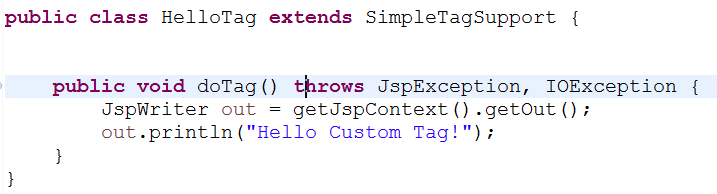 public class HelloTag extends SimpleTagSupport {
public void doTag() throws JspException, IOException {
JspWriter out = getJspContext().getOut();
out.println("Hello Custom Tag!");
}
}